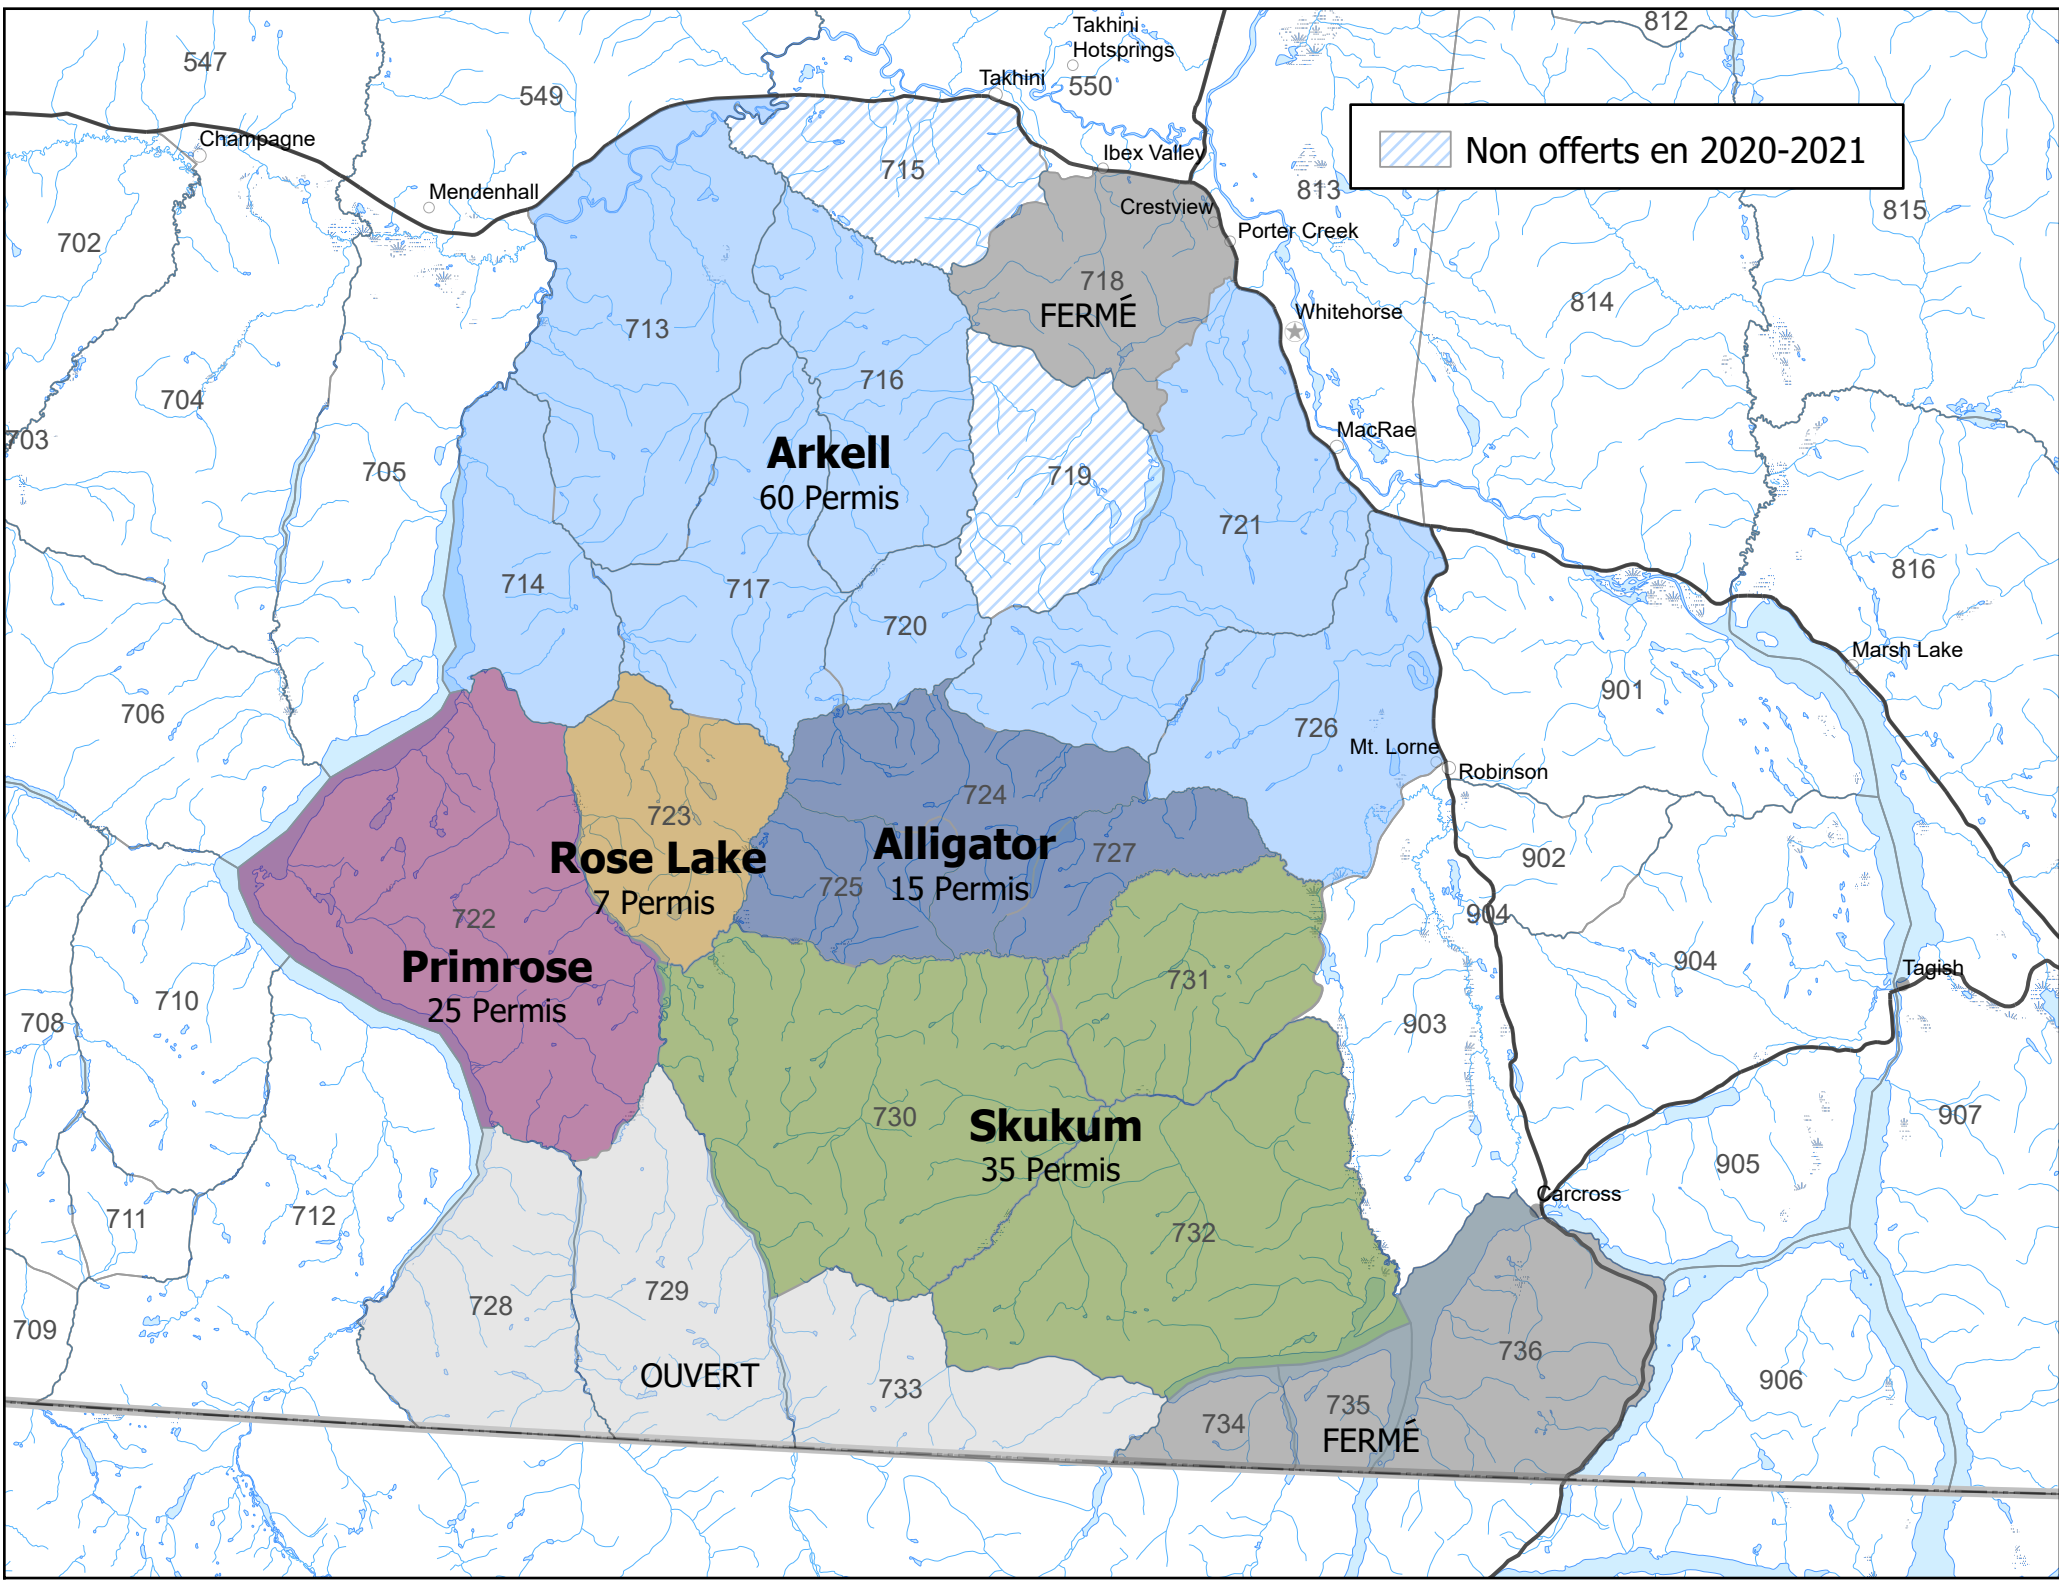 812
Takhini
Hotsprings
547
Takhini
550
549
Champagne
Non offerts en 2020-2021
Ibex Valley
715
Mendenhall
813
Crestview
815
702
Porter Creek
718
FERMÉ
814
713
Whitehorse
716
704
703
MacRae
Arkell
60 Permis
705
719
721
714
717
816
720
Marsh Lake
901
706
726
Mt. Lorne
Robinson
724
723
Alligator
15 Permis
727
Rose Lake
7 Permis
725
902
722
904
Primrose
25 Permis
904
Tagish
731
710
708
903
730
Skukum
35 Permis
907
905
Carcross
711
712
732
729
728
709
736
OUVERT
733
735
906
734
FERMÉ